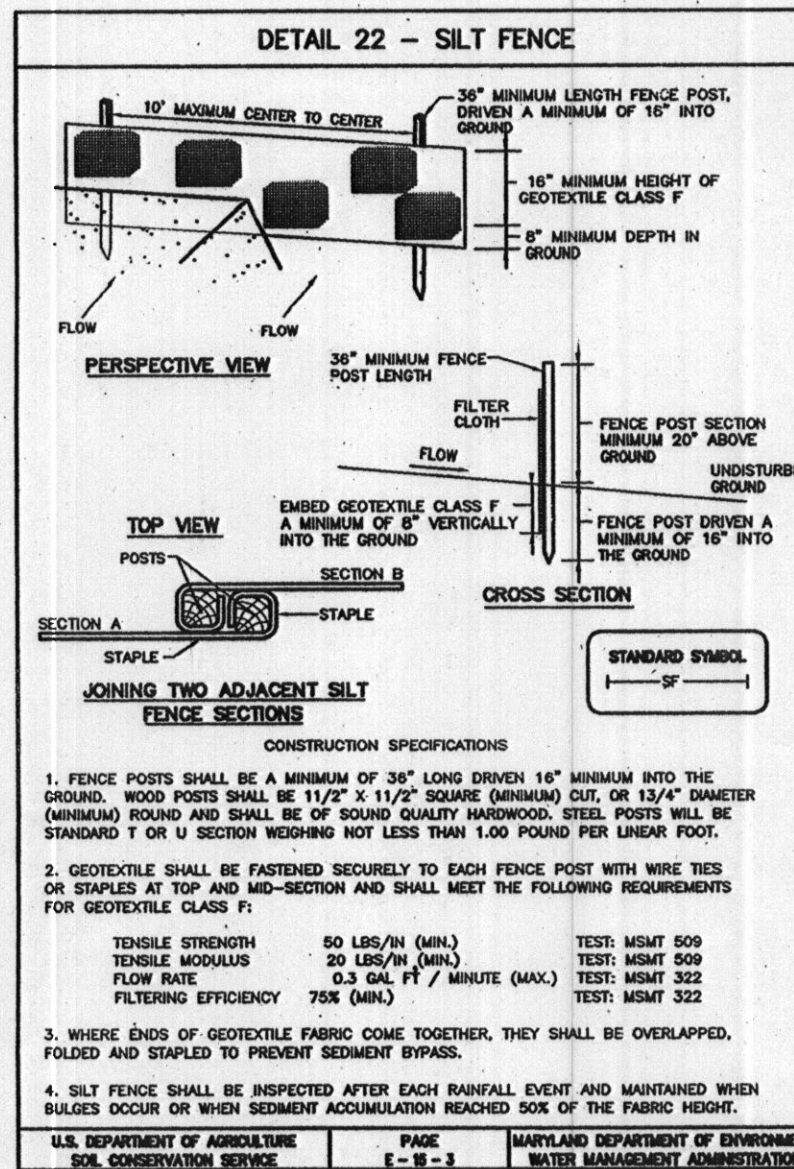 DETAIL 22 – SILT FENCE
10' MAXIMUM CENTER TO CENTER
36" MINIMUM LENGTH FENCE POST,
DRIVEN A MINIMUM OF 16" INTO
GROUND
16" MINIMUM HEIGHT OF
GEOTEXTILE CLASS F
8" MINIMUM DEPTH IN
GROUND
FLOW
FLOW
PERSPECTIVE VIEW
36" MINIMUM FENCE
POST LENGTH
FILTER
CLOTH
FLOW
FENCE POST SECTION
MINIMUM 20" ABOVE
GROUND
UNDISTURBE
GROUND
EMBED GEOTEXTILE CLASS F
A MINIMUM OF 8" VERTICALLY
INTO THE GROUND
FENCE POST DRIVEN A
MINIMUM OF 16" INTO
THE GROUND
CROSS SECTION
TOP VIEW
POSTS
SECTION B
SECTION A
STAPLE
STAPLE
JOINING TWO ADJACENT SILT
FENCE SECTIONS
STANDARD SYMBOL
SF
CONSTRUCTION SPECIFICATIONS
1. FENCE POSTS SHALL BE A MINIMUM OF 36" LONG DRIVEN 16" MINIMUM INTO THE
GROUND. WOOD POSTS SHALL BE 11/2" X 11/2" SQUARE (MINIMUM) CUT, OR 13/4" DIAMETER
(MINIMUM) ROUND AND SHALL BE OF SOUND QUALITY HARDWOOD. STEEL POSTS WILL BE
STANDARD T OR U SECTION WEIGHING NOT LESS THAN 1.00 POUND PER LINEAR FOOT.
2. GEOTEXTILE SHALL BE FASTENED SECURELY TO EACH FENCE POST WITH WIRE TIES
OR STAPLES AT TOP AND MID-SECTION AND SHALL MEET THE FOLLOWING REQUIREMENTS
FOR GEOTEXTILE CLASS F:
TENSILE STRENGTH 50 LBS/IN (MIN.) TEST: MSMT 509
TENSILE MODULUS 20 LBS/IN (MIN.) TEST: MSMT 509
FLOW RATE 0.3 GAL FT / MINUTE (MAX.) TEST: MSMT 322
FILTERING EFFICIENCY 75% (MIN.) TEST: MSMT 322
3. WHERE ENDS OF GEOTEXTILE FABRIC COME TOGETHER, THEY SHALL BE OVERLAPPED,
FOLDED AND STAPLED TO PREVENT SEDIMENT BYPASS.
4. SILT FENCE SHALL BE INSPECTED AFTER EACH RAINFALL EVENT AND MAINTAINED WHEN
BULGES OCCUR OR WHEN SEDIMENT ACCUMULATION REACHED 50% OF THE FABRIC HEIGHT.
U.S. DEPARTMENT OF AGRICULTURE
SOIL CONSERVATION SERVICE
PAGE
E - 15 - 3
MARYLAND DEPARTMENT OF ENVIRONME
WATER MANAGEMENT ADMINISTRATION